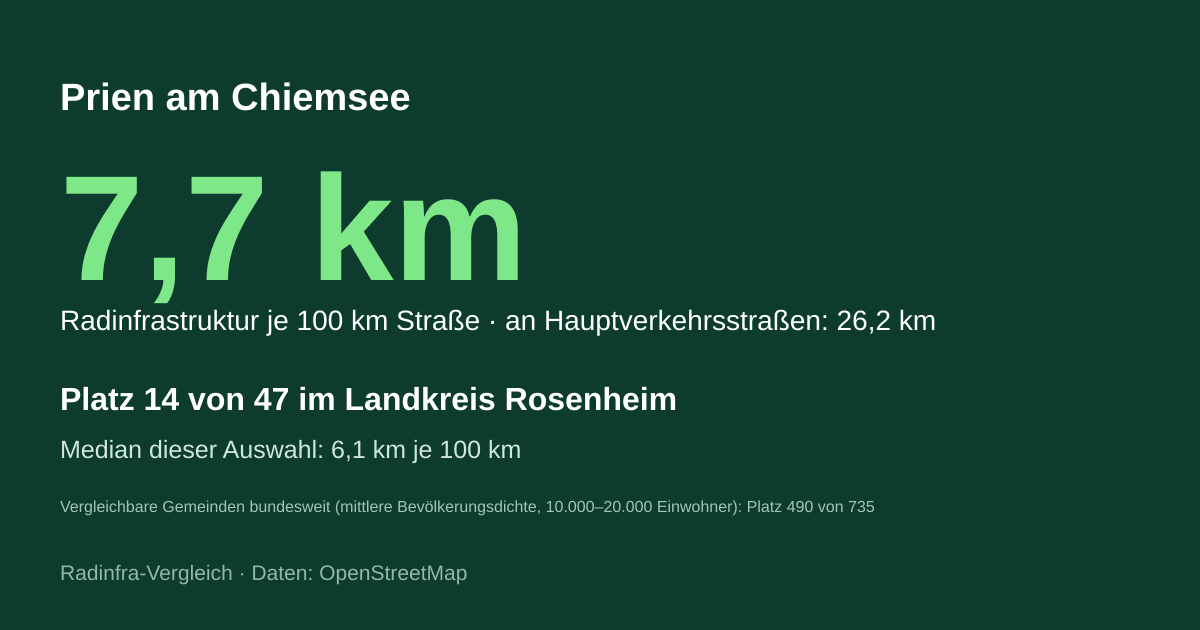 Prien am Chiemsee
7,7 km
Radinfrastruktur je 100 km Straße · an Hauptverkehrsstraßen: 26,2 km
Platz 14 von 47 im Landkreis Rosenheim
Median dieser Auswahl: 6,1 km je 100 km
Vergleichbare Gemeinden bundesweit (mittlere Bevölkerungsdichte, 10.000–20.000 Einwohner): Platz 490 von 735
Radinfra-Vergleich · Daten: OpenStreetMap